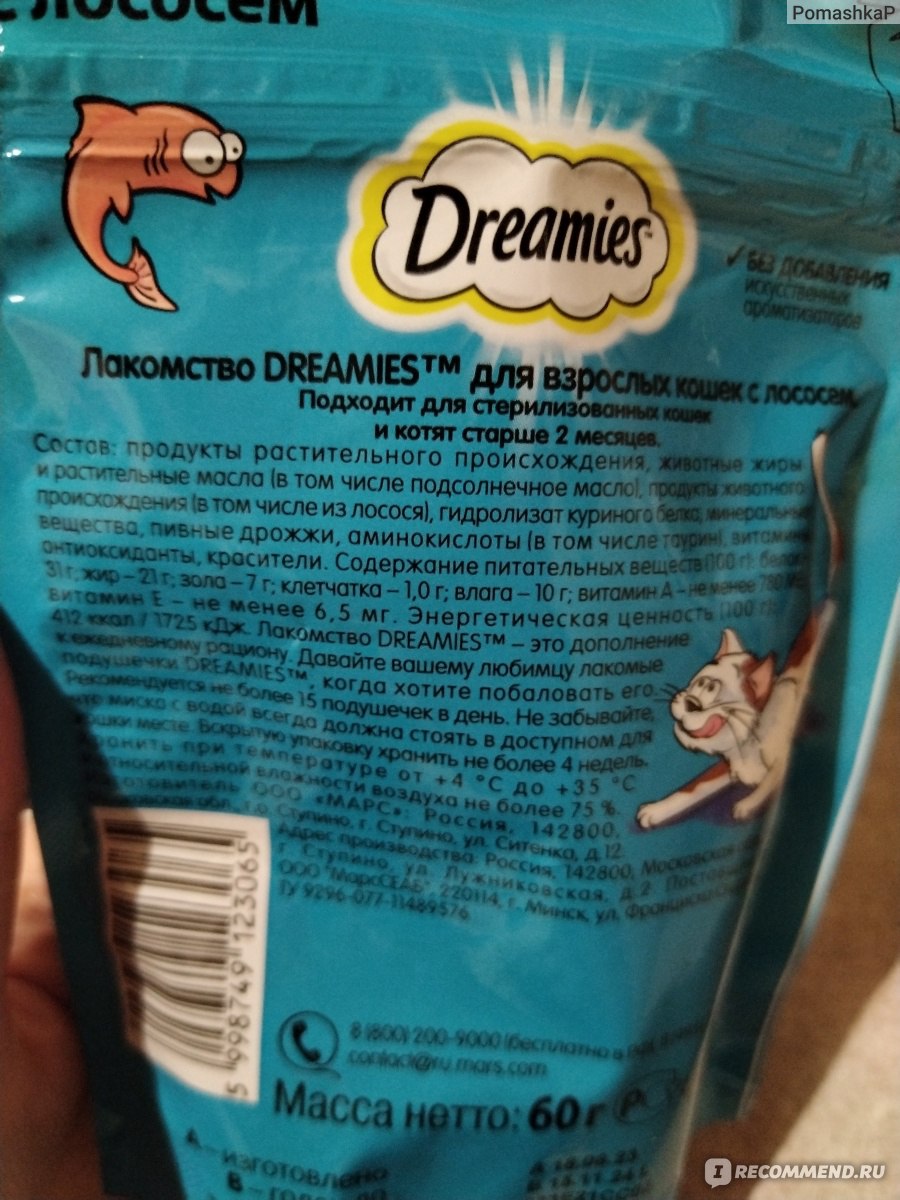 с лососем
PomashkaP
Dreamies
✓ БЕЗ ДОБАВЛЕНИЯ
искусственных
ароматизаторов
Лакомство DREAMIES™ для взрослых кошек с лососем.
Подходит для стерилизованных кошек
и котят старше 2 месяцев.
Состав: продукты растительного происхождения, животные жиры
и растительные масла (в том числе подсолнечное масло), продукты животного
происхождения (в том числе из лосося), гидролизат куриного белка, минеральные
вещества, пивные дрожжи, аминокислоты (в том числе таурин), витамины,
антиоксиданты, красители. Содержание питательных веществ (100 г): белок –
31 г; жир – 21 г; зола – 7 г; клетчатка – 1,0 г; влага – 10 г; витамин А – не менее
витамин Е – не менее 6,5 мг. Энергетическая ценность (100 г):
412 ккал / 1725 кДж. Лакомство DREAMIES™ – это дополнение
к ежедневному рациону. Давайте вашему любимцу лакомые
подушечки DREAMIES™, когда хотите побаловать его.
Рекомендуется не более 15 подушечек в день. Не забывайте,
что миска с водой всегда должна стоять в доступном для
кошки месте. Вскрытую упаковку хранить не более 4 недель.
Хранить при температуре от +4 °C до +35 °C
относительной влажности воздуха не более 75 %.
Изготовитель: ООО «МАРС»: Россия, 142800,
Московская обл., г.о. Ступино, г. Ступино, ул. Ситенка, д. 12.
Адрес производства: Россия, 142800, Московская
г. Ступино, ул. Лужниковская, д. 2.
ООО "МарсСЕАБ", 220114, г. Минск, ул.
ТУ 9296-077-11489576
5 998749 123065
8 (800) 200-9000 (бесплатно
contact@ru.mars.com
Масса нетто: 60 г
А – изготовлено
В – годен
IRECOMMEND.RU